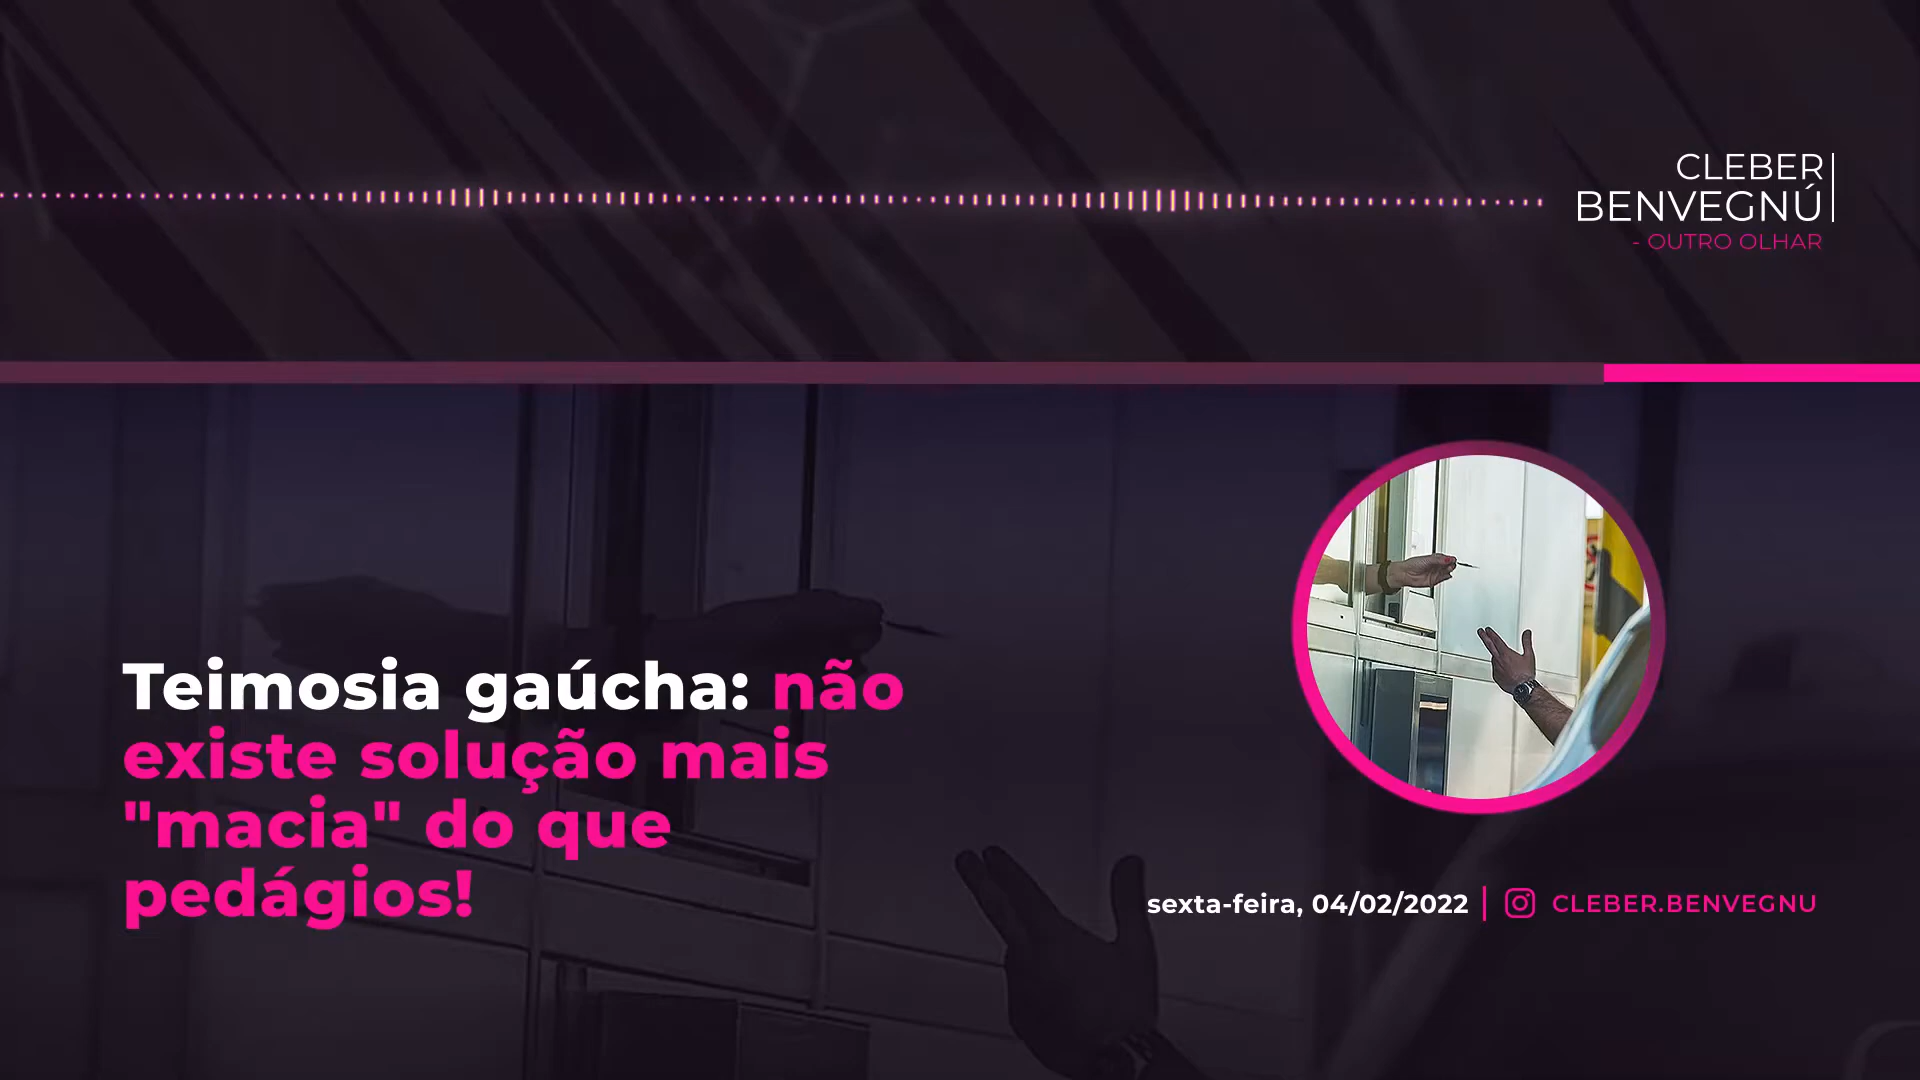 CLEBER
BENVEGNÚ
- OUTRO OLHAR
Teimosia gaúcha: não
existe solução mais
"macia" do que
pedágios!
sexta-feira, 04/02/2022 | CLEBER.BENVEGNU